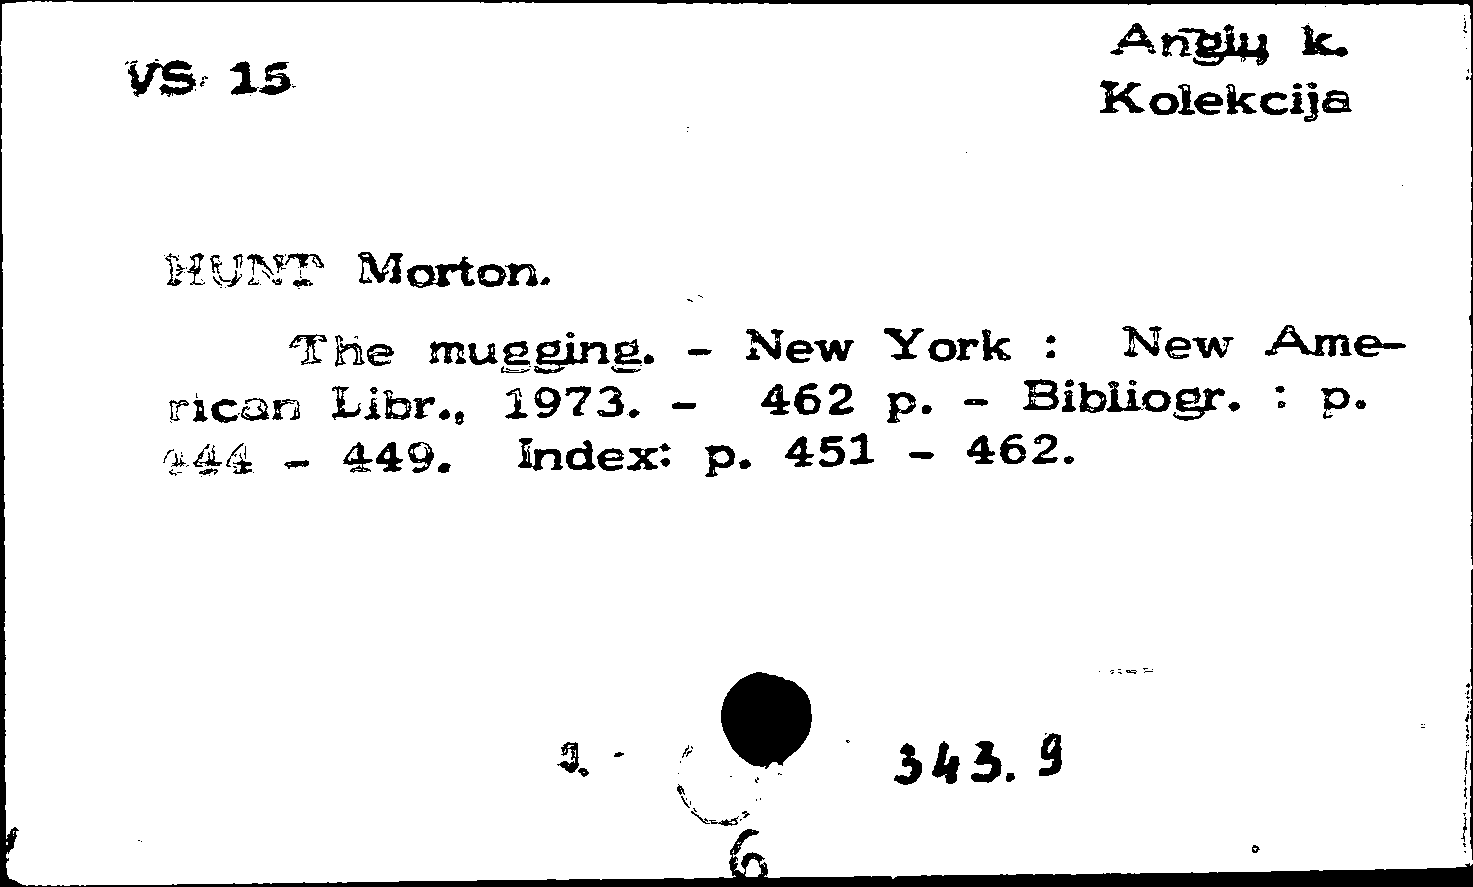 VS 15
Anglų k.
Kolekcija
HUNT Morton.
The mugging. - New York : New Ame-
rican Libr., 1973. - 462 p. - Bibliogr. : p.
444 - 449. Index: p. 451 - 462.
343.9
6